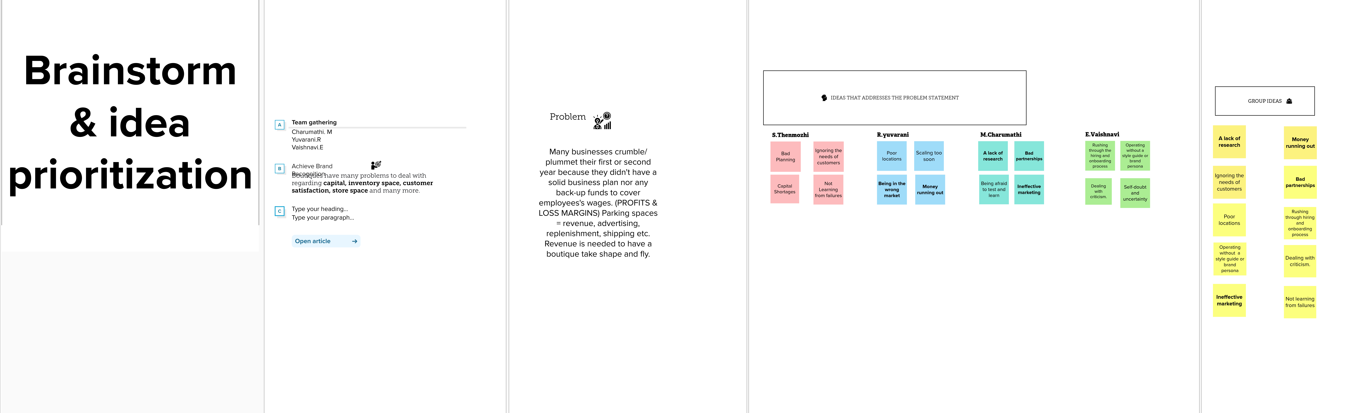 Brainstorm
& idea
prioritization
A
Team gathering
Charumathi. M
Yuvarani.R
Vaishnavi.E
B
Achieve Brand
Recognition
Boutiques have many problems to deal with
regarding capital, inventory space, customer
satisfaction, store space and many more.
C
Type your heading...
Type your paragraph...
Open article →
Problem
Many businesses crumble/
plummet their first or second
year because they didn't have a
solid business plan nor any
back-up funds to cover
employees's wages. (PROFITS &
LOSS MARGINS) Parking spaces
= revenue, advertising,
replenishment, shipping etc.
Revenue is needed to have a
boutique take shape and fly.
IDEAS THAT ADDRESSES THE PROBLEM STATEMENT
S.Thenmozhi
Bad
Planning
Ignoring the
needs of
customers
Capital
Shortages
Not
Learning
from failures
R.yuvarani
Poor
locations
Scaling too
soon
Being in the
wrong
market
Money
running out
M.Charumathi
A lack of
research
Bad
partnerships
Being afraid
to test and
learn
Ineffective
marketing
E.Vaishnavi
Rushing
through the
hiring and
onboarding
process
Operating
without a
style guide or
brand
persona
Dealing
with
criticism.
Self-doubt
and
uncertainty
GROUP IDEAS
A lack of
research
Money
running out
Ignoring the
needs of
customers
Bad
partnerships
Poor
locations
Rushing
through hiring
and
onboarding
process
Operating
without a
style guide or
brand
persona
Dealing with
criticism.
Ineffective
marketing
Not learning
from failures